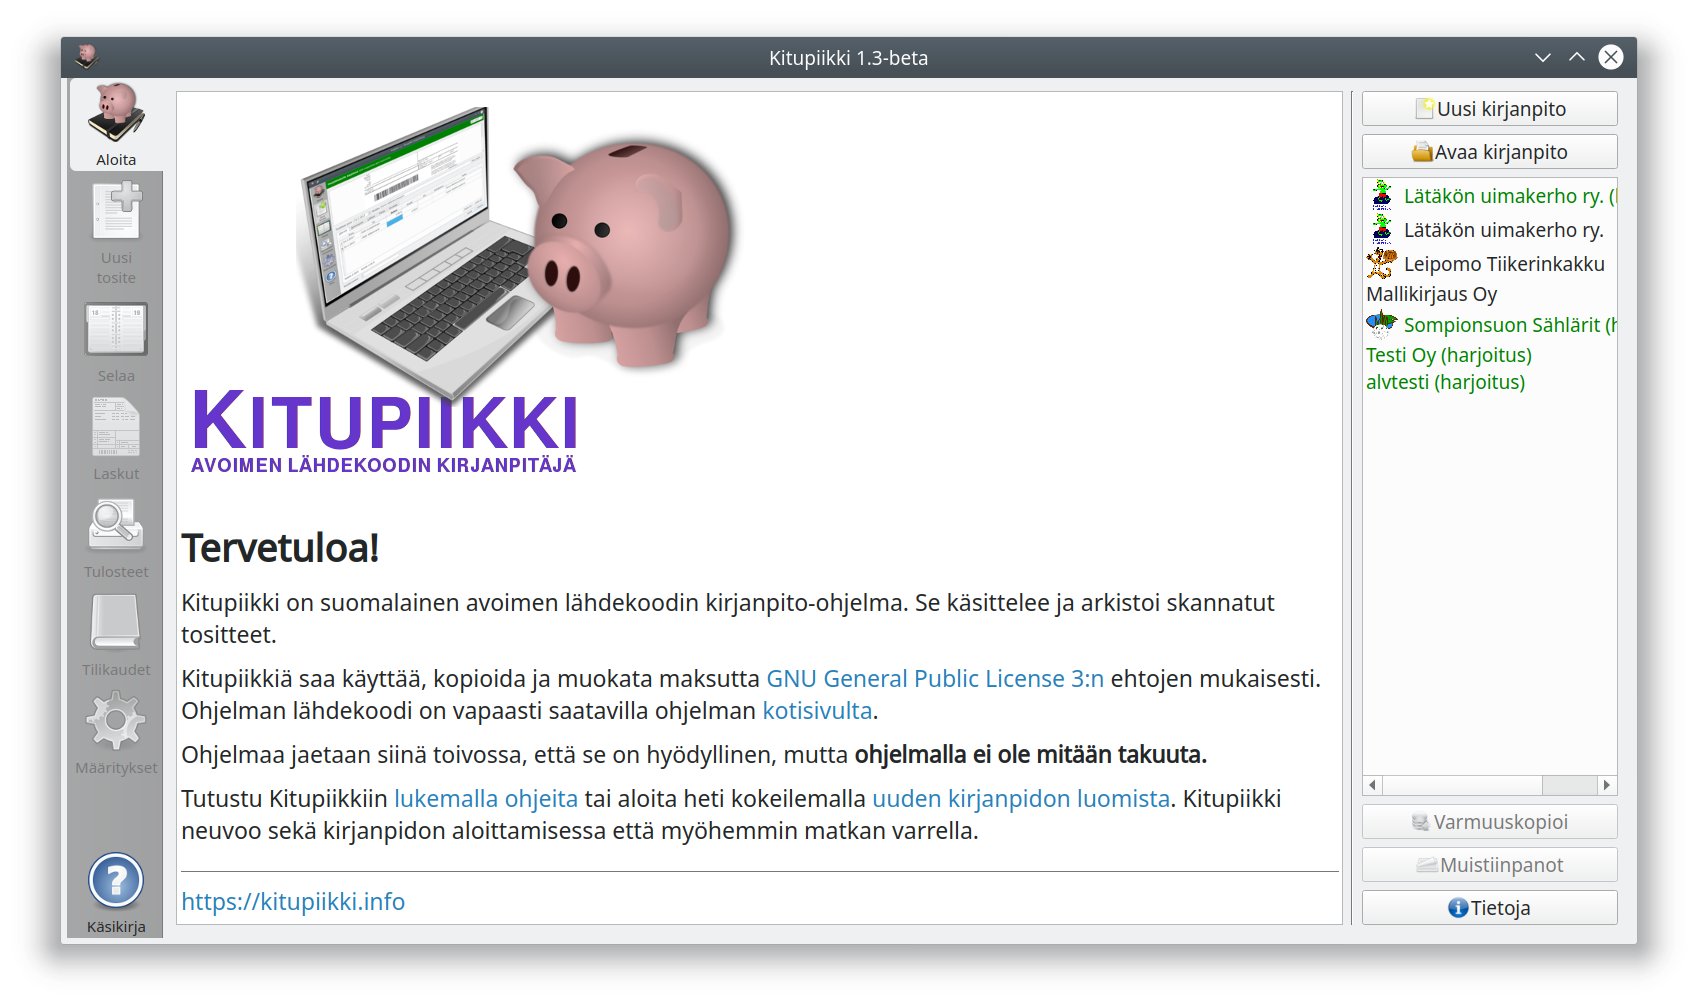 Kitupiikki 1.3-beta
Aloita
Uusi
tosite
Selaa
Laskut
Tulosteet
Tilikaudet
Määritykset
Käsikirja
KITUPIIKKI
AVOIMEN LÄHDEKOODIN KIRJANPITÄJÄ
Tervetuloa!
Kitupiikki on suomalainen avoimen lähdekoodin kirjanpito-ohjelma. Se käsittelee ja arkistoi skannatut
tositteet.
Kitupiikkiä saa käyttää, kopioida ja muokata maksutta GNU General Public License 3:n ehtojen mukaisesti.
Ohjelman lähdekoodi on vapaasti saatavilla ohjelman kotisivulta.
Ohjelmaa jaetaan siinä toivossa, että se on hyödyllinen, mutta ohjelmalla ei ole mitään takuuta.
Tutustu Kitupiikkiin lukemalla ohjeita tai aloita heti kokeilemalla uuden kirjanpidon luomista. Kitupiikki
neuvoo sekä kirjanpidon aloittamisessa että myöhemmin matkan varrella.
https://kitupiikki.info
Uusi kirjanpito
Avaa kirjanpito
Lätäkön uimakerho ry.
Lätäkön uimakerho ry.
Leipomo Tiikerinkakku
Mallikirjaus Oy
Sompionsuon Sählärit
Testi Oy (harjoitus)
alvtesti (harjoitus)
Varmuuskopioi
Muistiinpanot
Tietoja